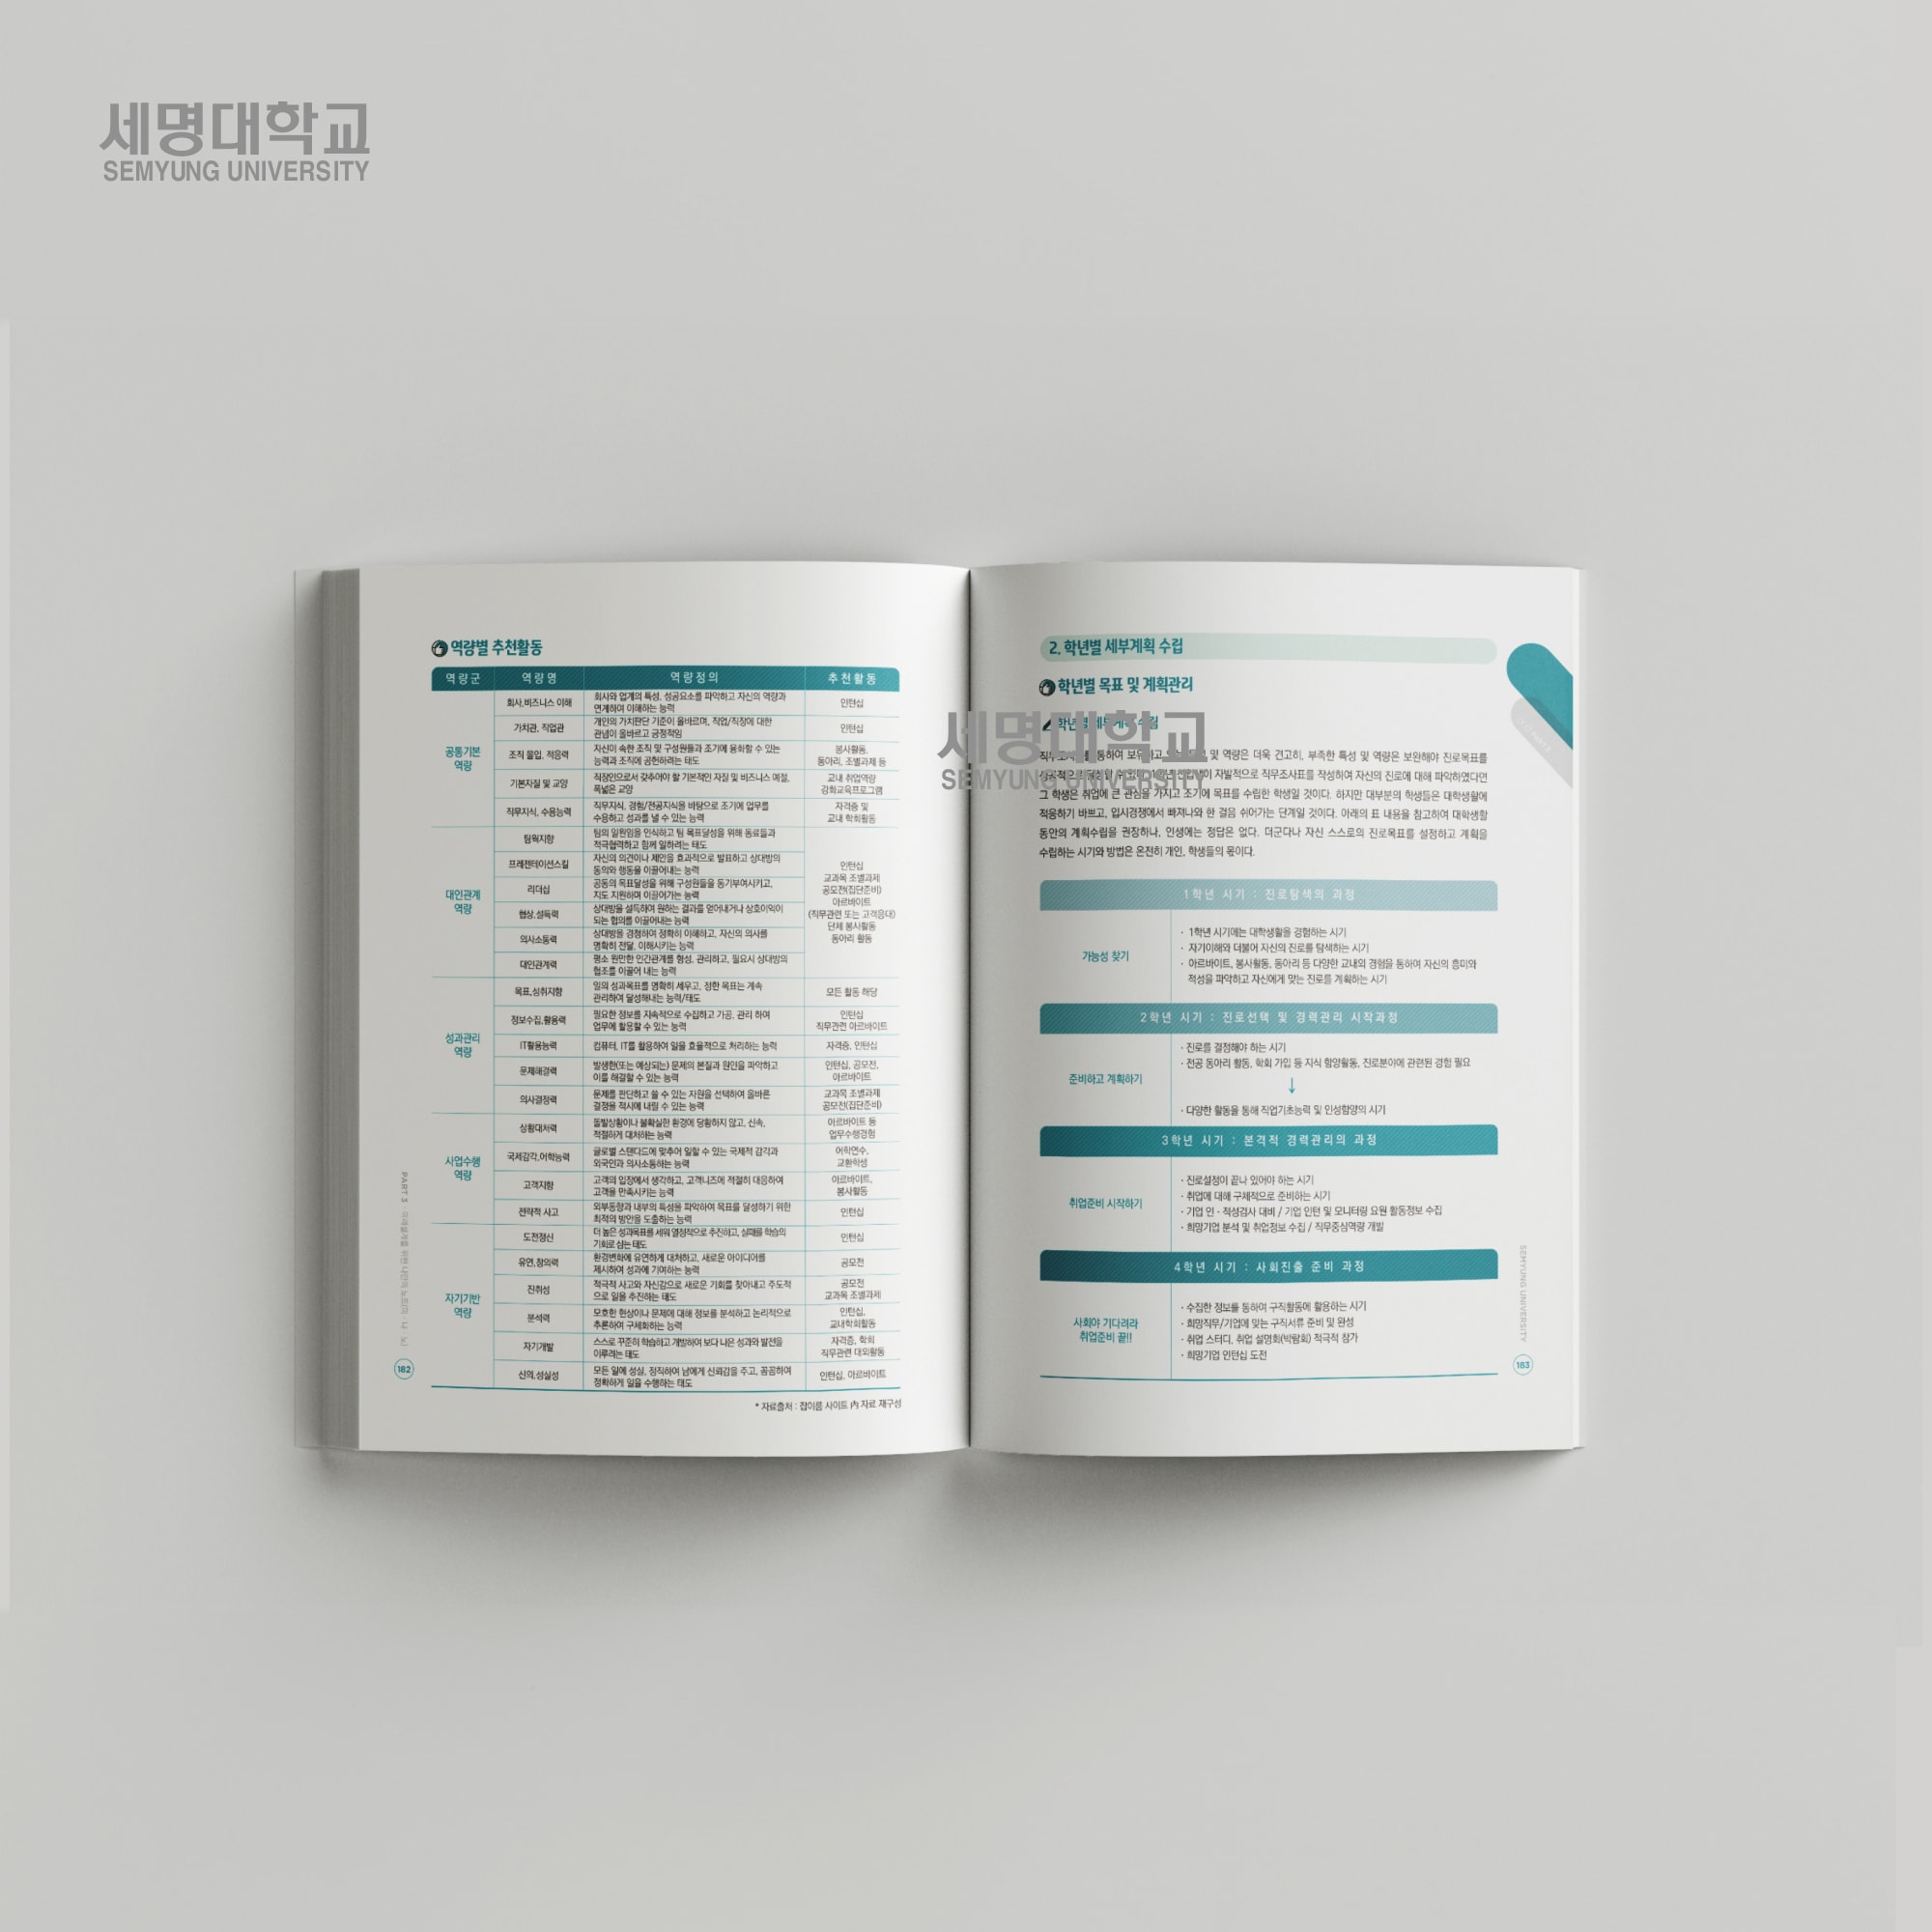 세명대학교
SEMYUNG UNIVERSITY
역량별 추천활동
역량군 역량명 역량정의 추천활동
공통기본
역량
회사,비즈니스 이해
회사와 업계의 특성, 성공요소를 파악하고 자신의 역량과
연계하여 이해하는 능력
인턴십
가치관, 직업관
개인의 가치판단 기준이 올바르며, 직업/직장에 대한
관념이 올바르고 긍정적임
인턴십
조직 몰입, 적응력
자신이 속한 조직 및 구성원들과 조기에 융화할 수 있는
능력과 조직에 공헌하려는 태도
봉사활동,
동아리, 조별과제 등
기본자질 및 교양
직장인으로서 갖추어야 할 기본적인 자질 및 비즈니스 예절,
폭넓은 교양
교내 취업역량
강화교육프로그램
직무지식, 수용능력
직무지식, 경험/전공지식을 바탕으로 조기에 업무를
수용하고 성과를 낼 수 있는 능력
자격증 및
교내 학회활동
대인관계
역량
팀웍지향
팀의 일원임을 인식하고 팀 목표달성을 위해 동료들과
적극협력하고 함께 일하려는 태도
프레젠테이션스킬
자신의 의견이나 제안을 효과적으로 발표하고 상대방의
동의와 행동을 이끌어내는 능력
리더십
공동의 목표달성을 위해 구성원들을 동기부여시키고,
지도 지원하며 이끌어가는 능력
협상,설득력
상대방을 설득하여 원하는 결과를 얻어내거나 상호이익이
되는 합의를 이끌어내는 능력
의사소통력
상대방을 경청하여 정확히 이해하고, 자신의 의사를
명확히 전달, 이해시키는 능력
대인관계력
평소 원만한 인간관계를 형성, 관리하고, 필요시 상대방의
협조를 이끌어 내는 능력
인턴십
교과목 조별과제
공모전(집단준비)
아르바이트
(직무관련 또는 고객응대)
단체 봉사활동
동아리 활동
성과관리
역량
목표,성취지향
일의 성과목표를 명확히 세우고, 정한 목표는 계속
관리하여 달성해내는 능력/태도
모든 활동 해당
정보수집,활용력
필요한 정보를 지속적으로 수집하고 가공, 관리 하여
업무에 활용할 수 있는 능력
인턴십
직무관련 아르바이트
IT활용능력
컴퓨터, IT를 활용하여 일을 효율적으로 처리하는 능력
자격증, 인턴십
문제해결력
발생한(또는 예상되는) 문제의 본질과 원인을 파악하고
이를 해결할 수 있는 능력
인턴십, 공모전,
아르바이트
의사결정력
문제를 판단하고 쓸 수 있는 자원을 선택하여 올바른
결정을 적시에 내릴 수 있는 능력
교과목 조별과제
공모전(집단준비)
사업수행
역량
상황대처력
돌발상황이나 불확실한 환경에 당황하지 않고, 신속,
적절하게 대처하는 능력
아르바이트 등
업무수행경험
국제감각,어학능력
글로벌 스탠다드에 맞추어 일할 수 있는 국제적 감각과
외국인과 의사소통하는 능력
어학연수,
교환학생
고객지향
고객의 입장에서 생각하고, 고객니즈에 적절히 대응하여
고객을 만족시키는 능력
아르바이트,
봉사활동
전략적 사고
외부동향과 내부의 특성을 파악하여 목표를 달성하기 위한
최적의 방안을 도출하는 능력
인턴십
자기기반
역량
도전정신
더 높은 성과목표를 세워 열정적으로 추진하고, 실패를 학습의
기회로 삼는 태도
인턴십
유연,창의력
환경변화에 유연하게 대처하고, 새로운 아이디어를
제시하여 성과에 기여하는 능력
공모전
진취성
적극적 사고와 자신감으로 새로운 기회를 찾아내고 주도적
으로 일을 추진하는 태도
공모전
교과목 조별과제
분석력
모호한 현상이나 문제에 대해 정보를 분석하고 논리적으로
추론하여 구체화하는 능력
인턴십,
교내학회활동
자기개발
스스로 꾸준히 학습하고 개발하여 보다 나은 성과와 발전을
이루려는 태도
자격증, 학회
직무관련 대외활동
신의,성실성
모든 일에 성실, 정직하여 남에게 신뢰감을 주고, 꼼꼼하여
정확하게 일을 수행하는 태도
인턴십, 아르바이트
* 자료출처 : 잡이룸 사이트 內 자료 재구성
PART 3
182
2. 학년별 세부계획 수립
학년별 목표 및 계획관리
학년별 세부계획 수립
세명대학교
SEMYUNG UNIVERSITY
통하여 보유하고 및 역량은 더욱 견고히, 부족한 특성 및 역량은 보완해야 진로목표를
자발적으로 직무조사표를 작성하여 자신의 진로에 대해 파악하였다면
그 학생은 취업에 큰 관심을 가지고 조기에 목표를 수립한 학생일 것이다. 하지만 대부분의 학생들은 대학생활에
적응하기 바쁘고, 입시경쟁에서 빠져나와 한 걸음 쉬어가는 단계일 것이다. 아래의 표 내용을 참고하여 대학생활
동안의 계획수립을 권장하나, 인생에는 정답은 없다. 더군다나 자신 스스로의 진로목표를 설정하고 계획을
수립하는 시기와 방법은 온전히 개인, 학생들의 몫이다.
1학년 시기 : 진로탐색의 과정
가능성 찾기
· 1학년 시기에는 대학생활을 경험하는 시기
· 자기이해와 더불어 자신의 진로를 탐색하는 시기
· 아르바이트, 봉사활동, 동아리 등 다양한 교내외 경험을 통하여 자신의 흥미와
적성을 파악하고 자신에게 맞는 진로를 계획하는 시기
2학년 시기 : 진로선택 및 경력관리 시작과정
준비하고 계획하기
· 진로를 결정해야 하는 시기
· 전공 동아리 활동, 학회 가입 등 지식 함양활동, 진로분야에 관련된 경험 필요
↓
· 다양한 활동을 통해 직업기초능력 및 인성함양의 시기
3학년 시기 : 본격적 경력관리의 과정
취업준비 시작하기
· 진로설정이 끝나 있어야 하는 시기
· 취업에 대해 구체적으로 준비하는 시기
· 기업 인 · 적성검사 대비 / 기업 인턴 및 모니터링 요원 활동정보 수집
· 희망기업 분석 및 취업정보 수집 / 직무중심역량 개발
4학년 시기 : 사회진출 준비 과정
사회야 기다려라
취업준비 끝!!
· 수집한 정보를 통하여 구직활동에 활용하는 시기
· 희망직무/기업에 맞는 구직서류 준비 및 완성
· 취업 스터디, 취업 설명회(박람회) 적극적 참가
· 희망기업 인턴십 도전
SEMYUNG UNIVERSITY
183